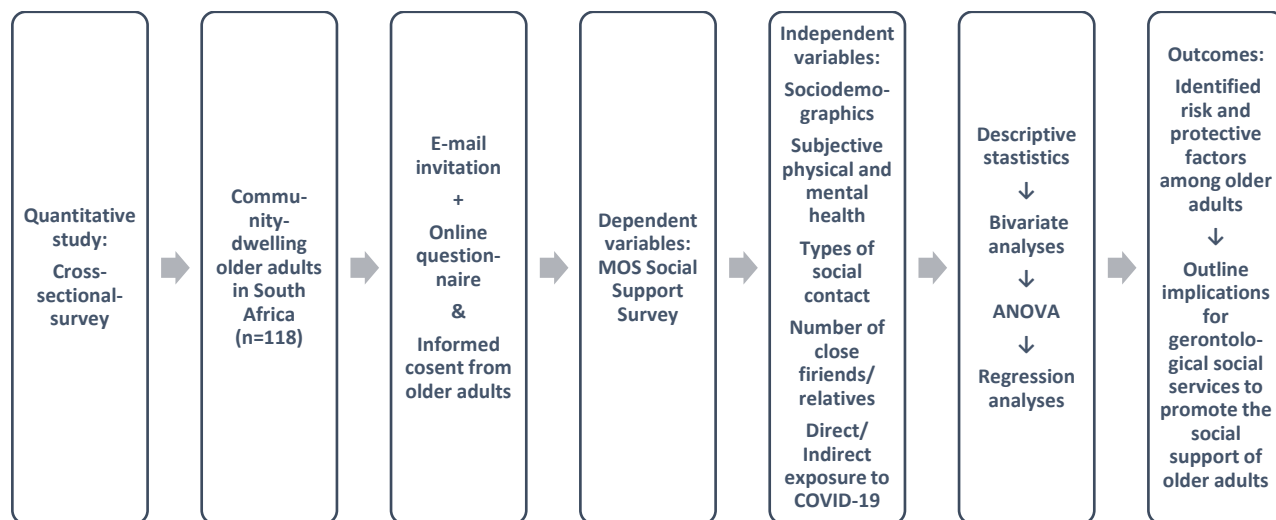 Quantitative
study:
Cross-
sectional-
survey
Commu-
nity-
dwelling
older adults
in South
Africa
(n=118)
E-mail
invitation
+
Online
question-
naire
&
Informed
cosent from
older adults
Dependent
variables:
MOS Social
Support
Survey
Independent
variables:
Sociodemo-
graphics
Subjective
physical and
mental
health
Types of
social
contact
Number of
close
firiends/
relatives
Direct/
Indirect
exposure to
COVID-19
Descriptive
stastistics
↓
Bivariate
analyses
↓
ANOVA
↓
Regression
analyses
Outcomes:
Identified
risk and
protective
factors
among older
adults
↓
Outline
implications
for
gerontolo-
gical social
services to
promote the
social
support of
older adults